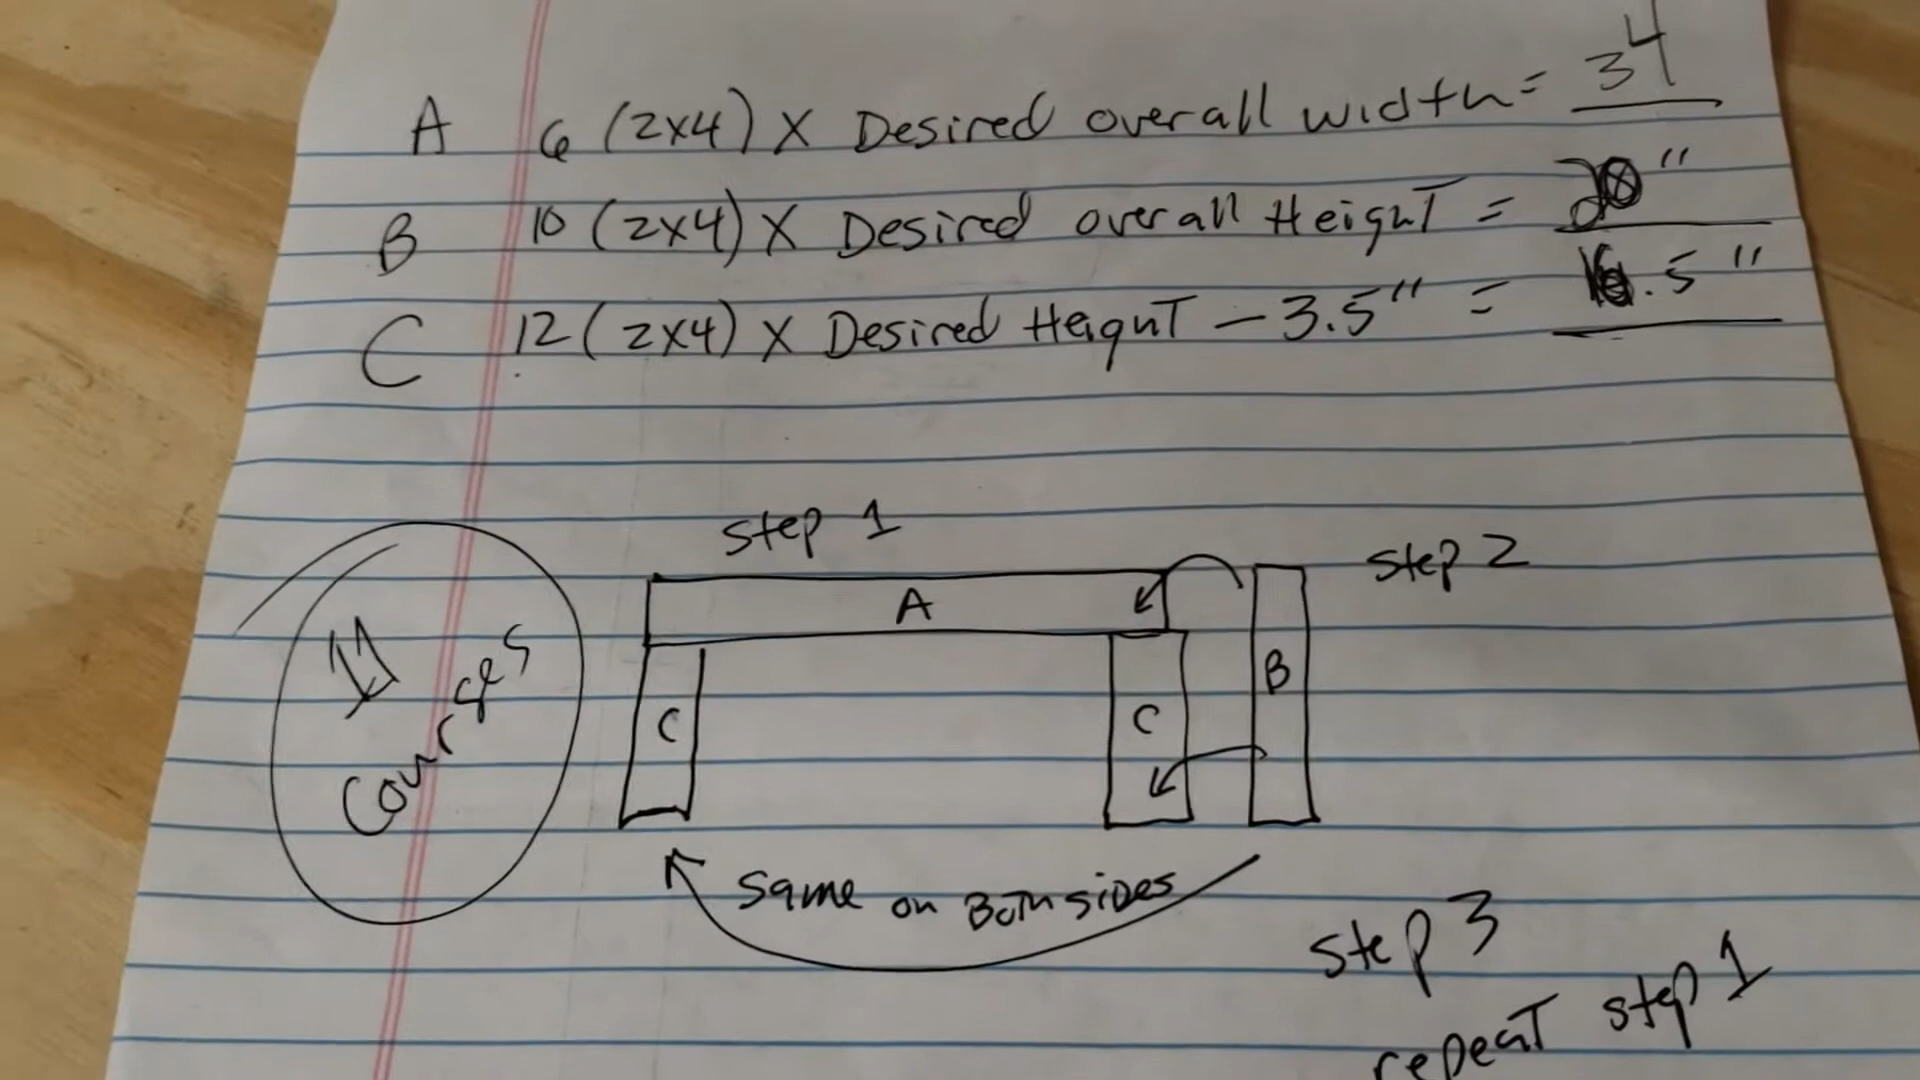 A 6 (2x4) X Desired overall width = 34
B 10 (2x4) X Desired overall Height = 20"
C 12 (2x4) X Desired Height - 3.5" = .5"
Step 1
Step 2
A
B
C
C
Courses
Same on Both sides
Step 3
repeat step 1